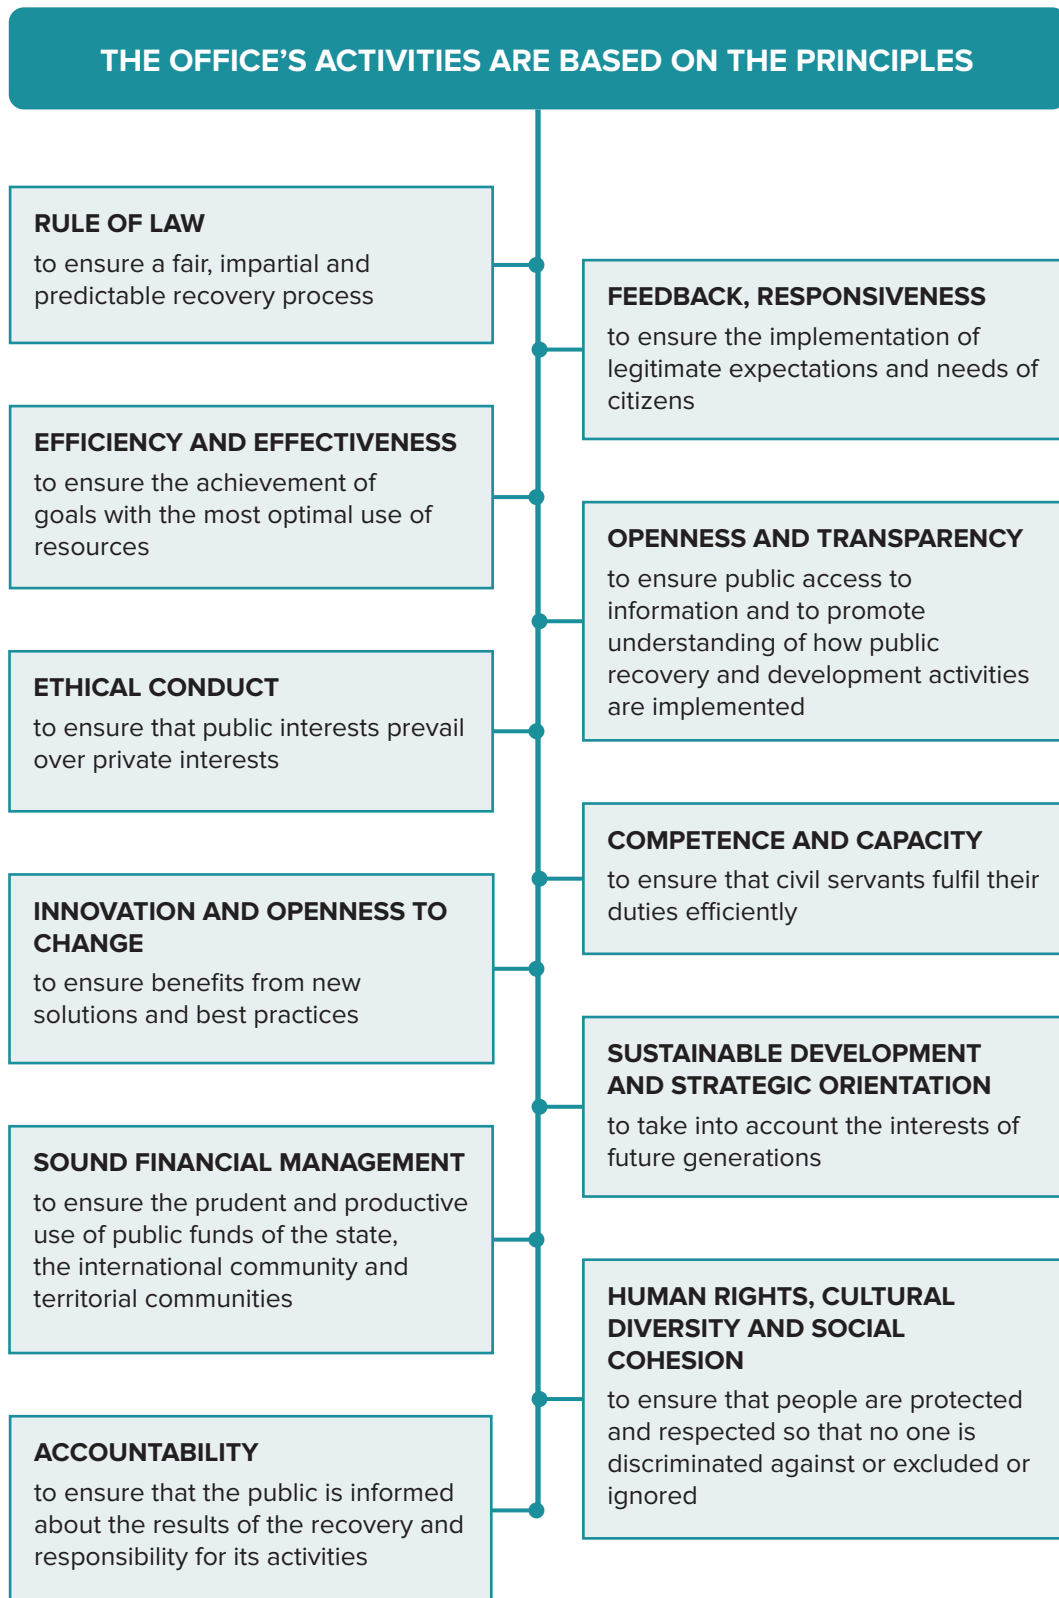 THE OFFICE’S ACTIVITIES ARE BASED ON THE PRINCIPLES
RULE OF LAW
to ensure a fair, impartial and
predictable recovery process
FEEDBACK, RESPONSIVENESS
to ensure the implementation of
legitimate expectations and needs of
citizens
EFFICIENCY AND EFFECTIVENESS
to ensure the achievement of
goals with the most optimal use of
resources
OPENNESS AND TRANSPARENCY
to ensure public access to
information and to promote
understanding of how public
recovery and development activities
are implemented
ETHICAL CONDUCT
to ensure that public interests prevail
over private interests
COMPETENCE AND CAPACITY
to ensure that civil servants fulfil their
duties efficiently
INNOVATION AND OPENNESS TO
CHANGE
to ensure benefits from new
solutions and best practices
SUSTAINABLE DEVELOPMENT
AND STRATEGIC ORIENTATION
to take into account the interests of
future generations
SOUND FINANCIAL MANAGEMENT
to ensure the prudent and productive
use of public funds of the state,
the international community and
territorial communities
HUMAN RIGHTS, CULTURAL
DIVERSITY AND SOCIAL
COHESION
to ensure that people are protected
and respected so that no one is
discriminated against or excluded or
ignored
ACCOUNTABILITY
to ensure that the public is informed
about the results of the recovery and
responsibility for its activities